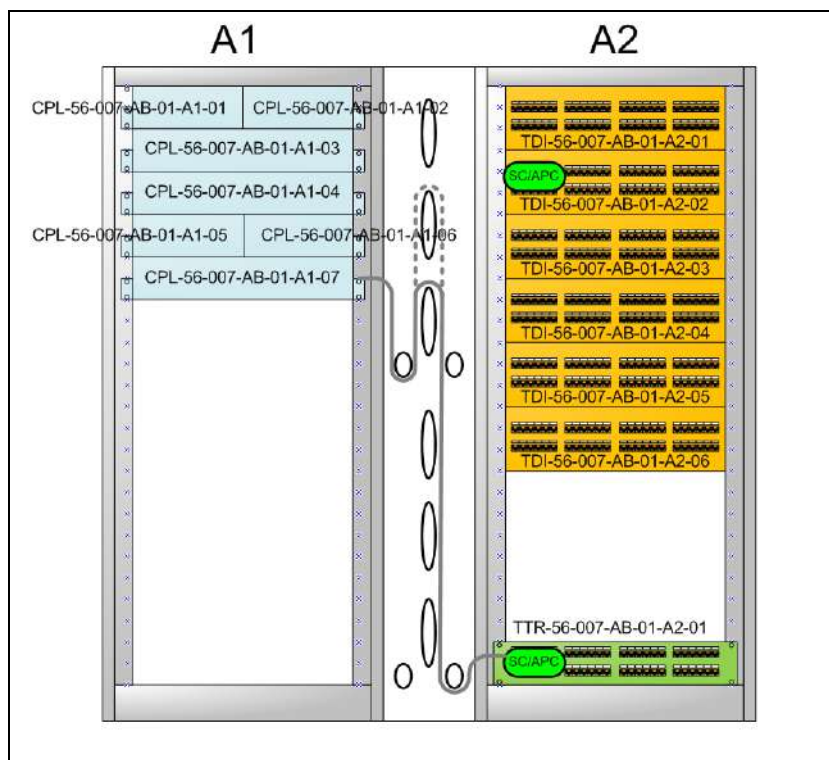 A1
A2
CPL-56-007-AB-01-A1-01
CPL-56-007-AB-01-A1-02
CPL-56-007-AB-01-A1-03
CPL-56-007-AB-01-A1-04
CPL-56-007-AB-01-A1-05
CPL-56-007-AB-01-A1-06
CPL-56-007-AB-01-A1-07
TDI-56-007-AB-01-A2-01
SC/APC
TDI-56-007-AB-01-A2-02
TDI-56-007-AB-01-A2-03
TDI-56-007-AB-01-A2-04
TDI-56-007-AB-01-A2-05
TDI-56-007-AB-01-A2-06
TTR-56-007-AB-01-A2-01
SC/APC